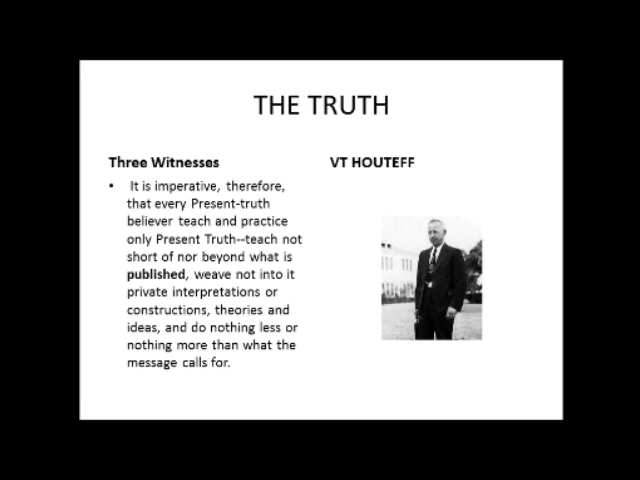 THE TRUTH
Three Witnesses
• It is imperative, therefore,
that every Present-truth
believer teach and practice
only Present Truth--teach not
short of nor beyond what is
published, weave not into it
private interpretations or
constructions, theories and
ideas, and do nothing less or
nothing more than what the
message calls for.
VT HOUTEFF